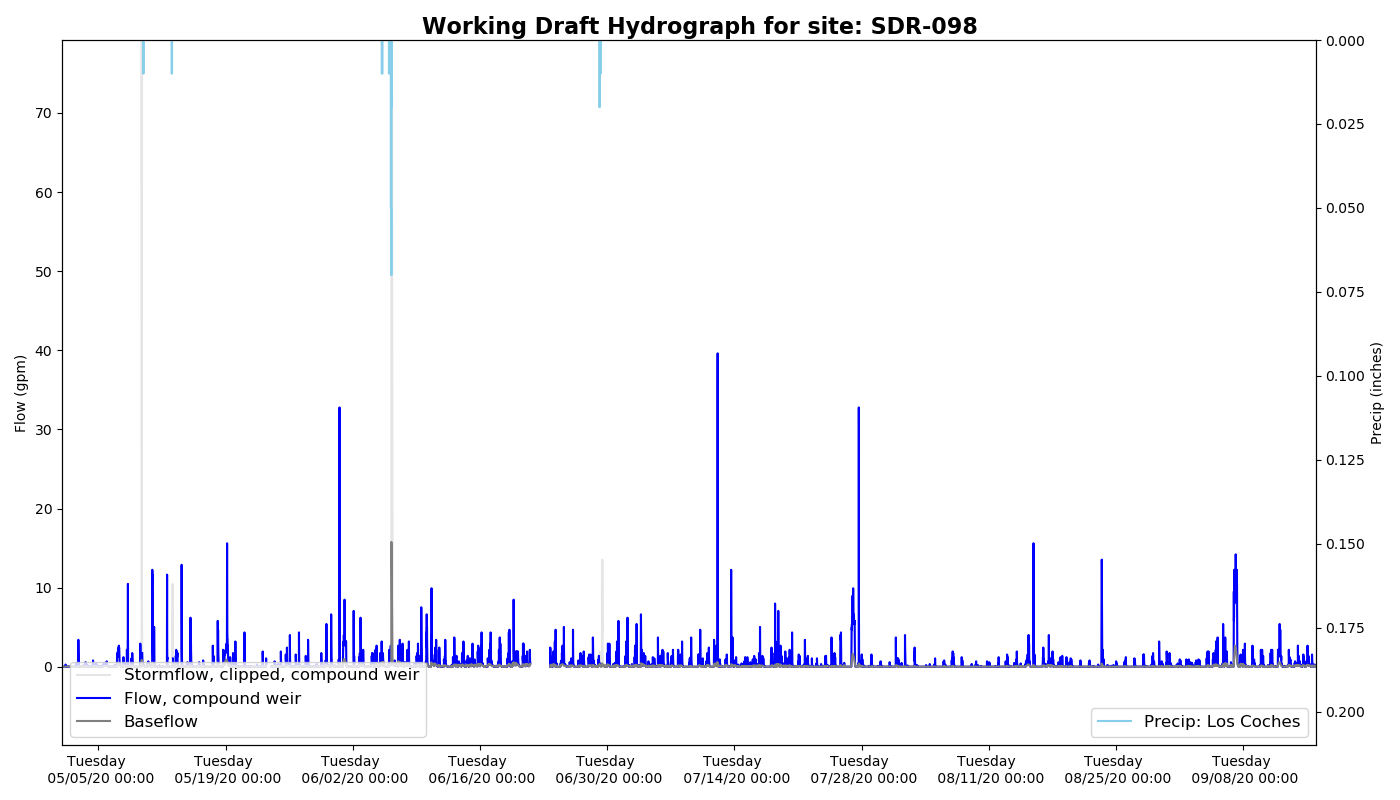 Working Draft Hydrograph for site: SDR-098
Flow (gpm)
70
60
50
40
30
20
10
0
0.000
0.025
0.050
0.075
0.100
0.125
0.150
0.175
0.200
Precip (inches)
Stormflow, clipped, compound weir
Flow, compound weir
Baseflow
Precip: Los Coches
Tuesday
05/05/20 00:00
Tuesday
05/19/20 00:00
Tuesday
06/02/20 00:00
Tuesday
06/16/20 00:00
Tuesday
06/30/20 00:00
Tuesday
07/14/20 00:00
Tuesday
07/28/20 00:00
Tuesday
08/11/20 00:00
Tuesday
08/25/20 00:00
Tuesday
09/08/20 00:00